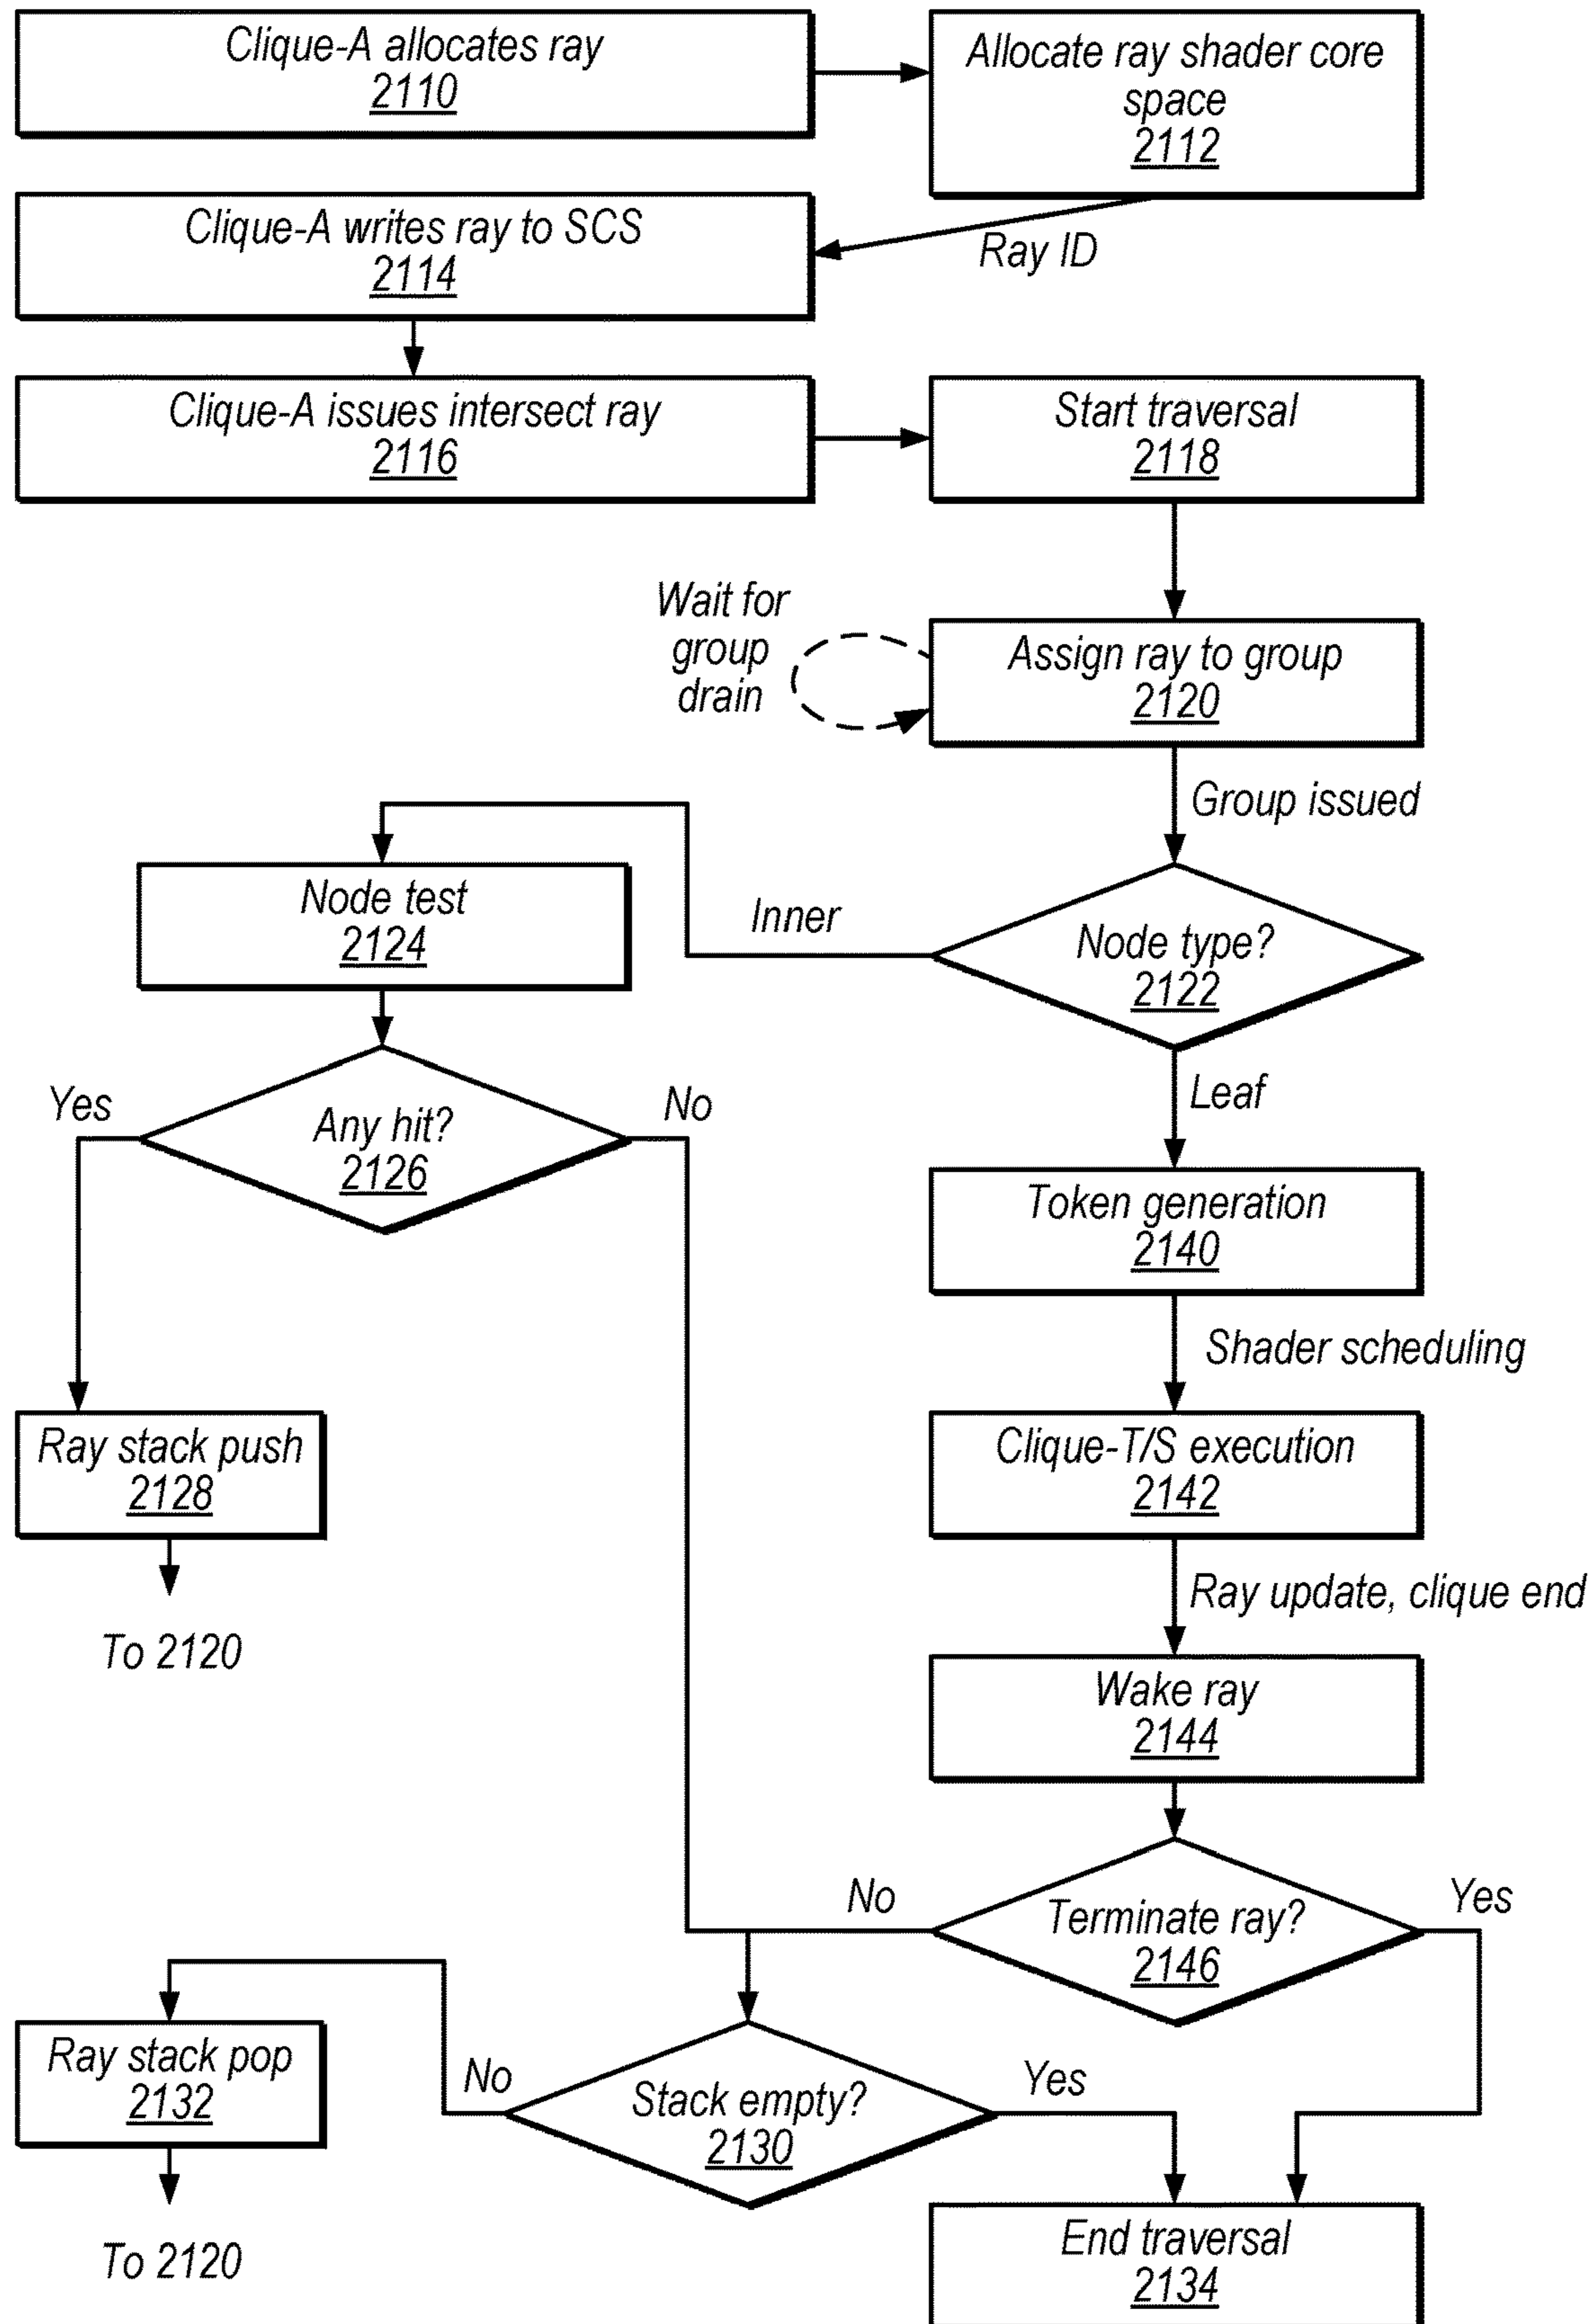 Clique-A allocates ray
2110
Allocate ray shader core
space
2112
Clique-A writes ray to SCS
2114
Ray ID
Clique-A issues intersect ray
2116
Start traversal
2118
Wait for
group
drain
Assign ray to group
2120
Group issued
Node test
2124
Inner
Node type?
2122
Yes
Any hit?
2126
No
Leaf
Token generation
2140
Shader scheduling
Ray stack push
2128
To 2120
Clique-T/S execution
2142
Ray update, clique end
Wake ray
2144
No
Terminate ray?
2146
Yes
Ray stack pop
2132
To 2120
No
Stack empty?
2130
Yes
End traversal
2134